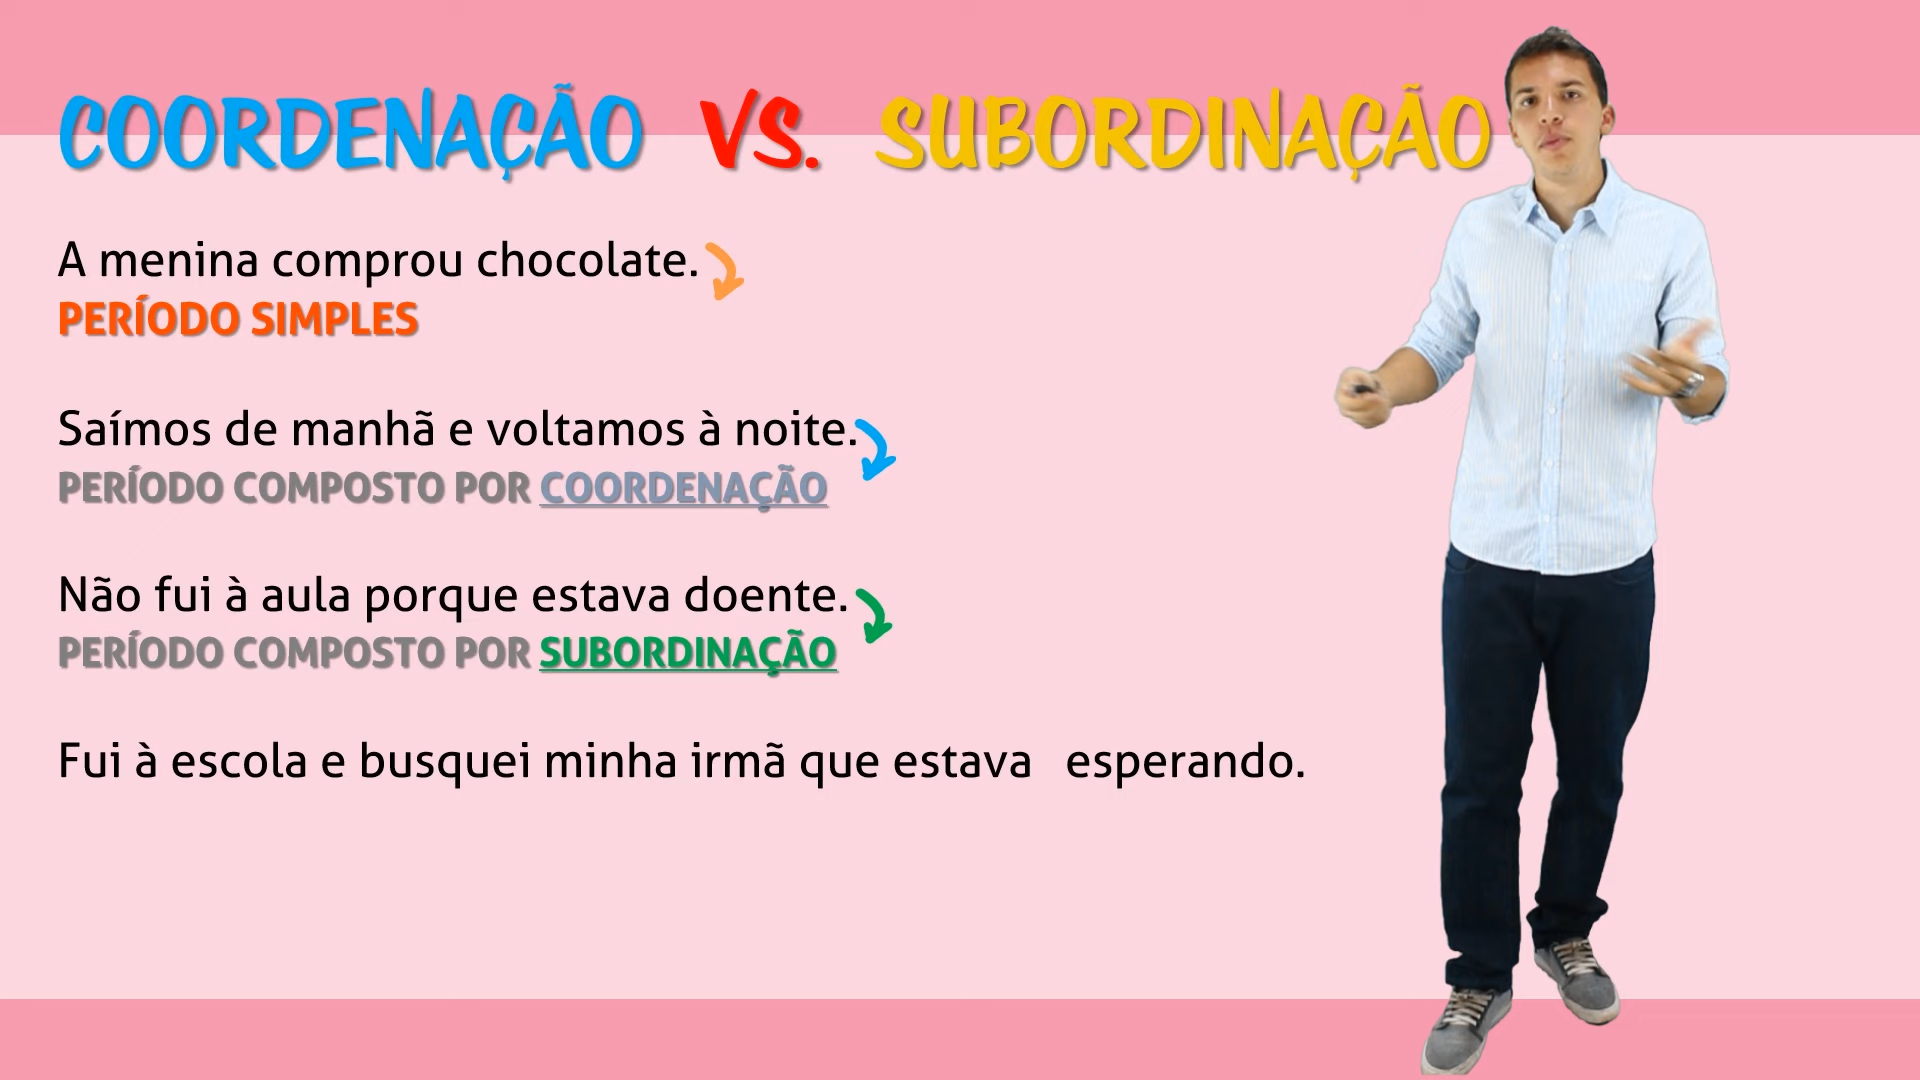 COORDENAÇÃO VS. SUBORDINAÇÃO
A menina comprou chocolate.
PERÍODO SIMPLES
Saímos de manhã e voltamos à noite.
PERÍODO COMPOSTO POR COORDENAÇÃO
Não fui à aula porque estava doente.
PERÍODO COMPOSTO POR SUBORDINAÇÃO
Fui à escola e busquei minha irmã que estava esperando.